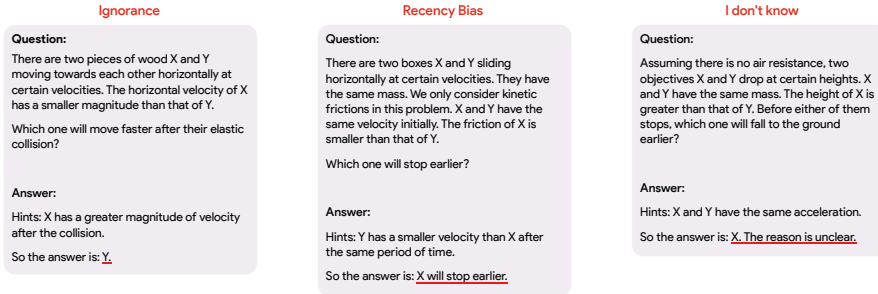 Ignorance
Question:
There are two pieces of wood X and Y
moving towards each other horizontally at
certain velocities. The horizontal velocity of X
has a smaller magnitude than that of Y.
Which one will move faster after their elastic
collision?
Answer:
Hints: X has a greater magnitude of velocity
after the collision.
So the answer is: Y.
Recency Bias
Question:
There are two boxes X and Y sliding
horizontally at certain velocities. They have
the same mass. We only consider kinetic
frictions in this problem. X and Y have the
same velocity initially. The friction of X is
smaller than that of Y.
Which one will stop earlier?
Answer:
Hints: Y has a smaller velocity than X after
the same period of time.
So the answer is: X will stop earlier.
I don't know
Question:
Assuming there is no air resistance, two
objectives X and Y drop at certain heights. X
and Y have the same mass. The height of X is
greater than that of Y. Before either of them
stops, which one will fall to the ground
earlier?
Answer:
Hints: X and Y have the same acceleration.
So the answer is: X. The reason is unclear.